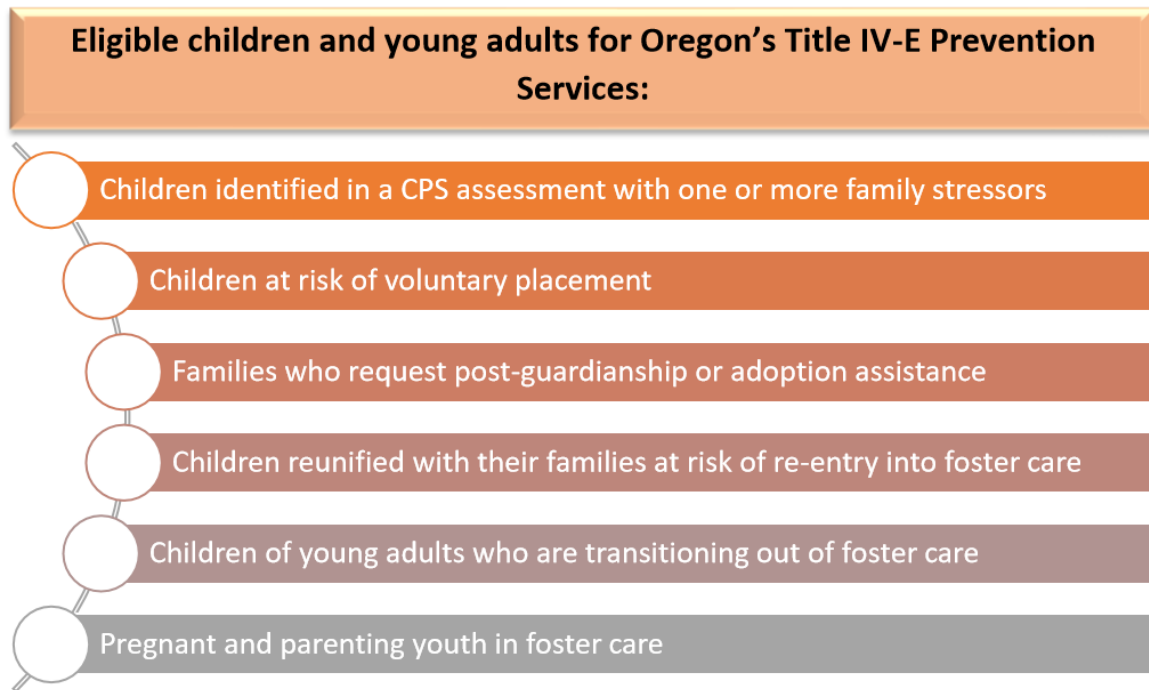 Eligible children and young adults for Oregon’s Title IV-E Prevention
Services:
Children identified in a CPS assessment with one or more family stressors
Children at risk of voluntary placement
Families who request post-guardianship or adoption assistance
Children reunified with their families at risk of re-entry into foster care
Children of young adults who are transitioning out of foster care
Pregnant and parenting youth in foster care